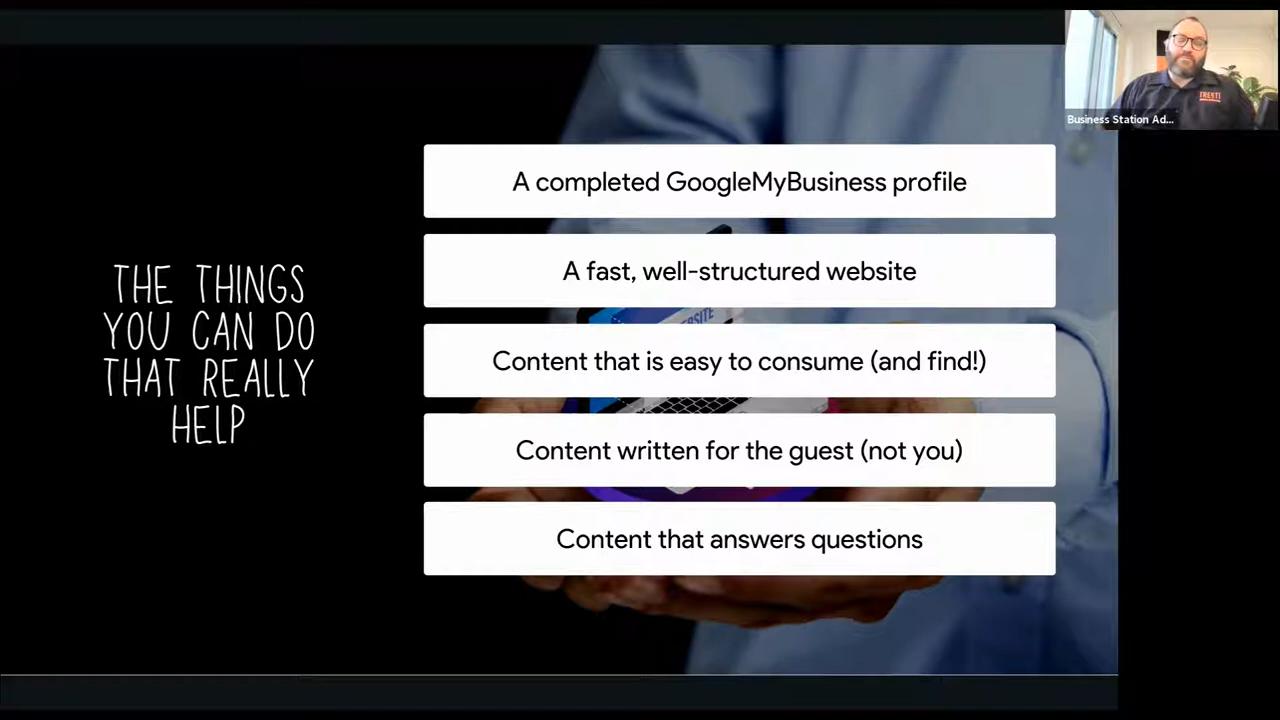 THE THINGS
YOU CAN DO
THAT REALLY
HELP
A completed GoogleMyBusiness profile
A fast, well-structured website
Content that is easy to consume (and find!)
Content written for the guest (not you)
Content that answers questions
Business Station Ad...